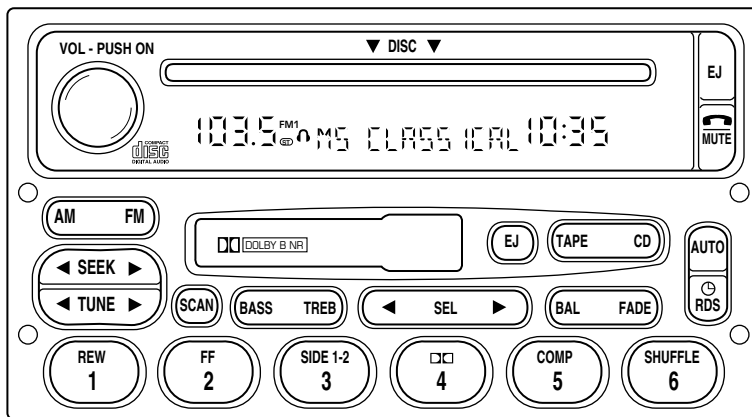 VOL - PUSH ON
▼ DISC ▼
EJ
103.5 FM1 ST MS CLASSICAL 10:35
MUTE
COMPACT
disc
DIGITAL AUDIO
AM FM
DOLBY B NR
EJ
TAPE CD
AUTO
◀ SEEK ▶
◀ TUNE ▶
SCAN
BASS TREB
◀ SEL ▶
BAL FADE
RDS
REW
1
FF
2
SIDE 1-2
3
4
COMP
5
SHUFFLE
6